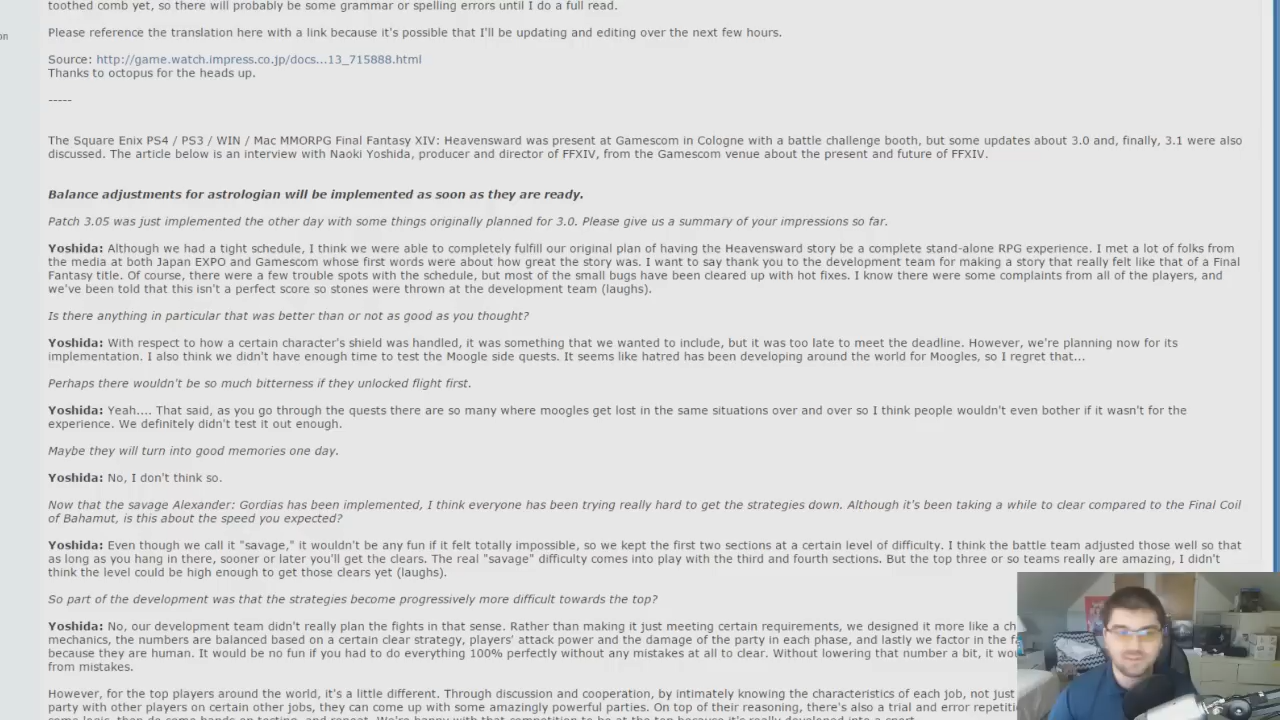 toothed comb yet, so there will probably be some grammar or spelling errors until I do a full read.
on
Please reference the translation here with a link because it's possible that I'll be updating and editing over the next few hours.
Source: http://game.watch.impress.co.jp/docs...13_715888.html
Thanks to octopus for the heads up.
-----
The Square Enix PS4 / PS3 / WIN / Mac MMORPG Final Fantasy XIV: Heavensward was present at Gamescom in Cologne with a battle challenge booth, but some updates about 3.0 and, finally, 3.1 were also
discussed. The article below is an interview with Naoki Yoshida, producer and director of FFXIV, from the Gamescom venue about the present and future of FFXIV.
Balance adjustments for astrologian will be implemented as soon as they are ready.
Patch 3.05 was just implemented the other day with some things originally planned for 3.0. Please give us a summary of your impressions so far.
Yoshida: Although we had a tight schedule, I think we were able to completely fulfill our original plan of having the Heavensward story be a complete stand-alone RPG experience. I met a lot of folks from
the media at both Japan EXPO and Gamescom whose first words were about how great the story was. I want to say thank you to the development team for making a story that really felt like that of a Final
Fantasy title. Of course, there were a few trouble spots with the schedule, but most of the small bugs have been cleared up with hot fixes. I know there were some complaints from all of the players, and
we've been told that this isn't a perfect score so stones were thrown at the development team (laughs).
Is there anything in particular that was better than or not as good as you thought?
Yoshida: With respect to how a certain character's shield was handled, it was something that we wanted to include, but it was too late to meet the deadline. However, we're planning now for its
implementation. I also think we didn't have enough time to test the Moogle side quests. It seems like hatred has been developing around the world for Moogles, so I regret that...
Perhaps there wouldn't be so much bitterness if they unlocked flight first.
Yoshida: Yeah.... That said, as you go through the quests there are so many where moogles get lost in the same situations over and over so I think people wouldn't even bother if it wasn't for the
experience. We definitely didn't test it out enough.
Maybe they will turn into good memories one day.
Yoshida: No, I don't think so.
Now that the savage Alexander: Gordias has been implemented, I think everyone has been trying really hard to get the strategies down. Although it's been taking a while to clear compared to the Final Coil
of Bahamut, is this about the speed you expected?
Yoshida: Even though we call it "savage," it wouldn't be any fun if it felt totally impossible, so we kept the first two sections at a certain level of difficulty. I think the battle team adjusted those well so that
as long as you hang in there, sooner or later you'll get the clears. The real "savage" difficulty comes into play with the third and fourth sections. But the top three or so teams really are amazing, I didn't
think the level could be high enough to get those clears yet (laughs).
So part of the development was that the strategies become progressively more difficult towards the top?
Yoshida: No, our development team didn't really plan the fights in that sense. Rather than making it just meeting certain requirements, we designed it more like a ch
mechanics, the numbers are balanced based on a certain clear strategy, players' attack power and the damage of the party in each phase, and lastly we factor in the f
because they are human. It would be no fun if you had to do everything 100% perfectly without any mistakes at all to clear. Without lowering that number a bit, it wou
from mistakes.
However, for the top players around the world, it's a little different. Through discussion and cooperation, by intimately knowing the characteristics of each job, not just
party with other players on certain other jobs, they can come up with some amazingly powerful parties. On top of their reasoning, there's also a trial and error repetiti
some logic, then do some hands on testing, and repeat. We're happy with that competition to be at the top because it's really developed into a sport.